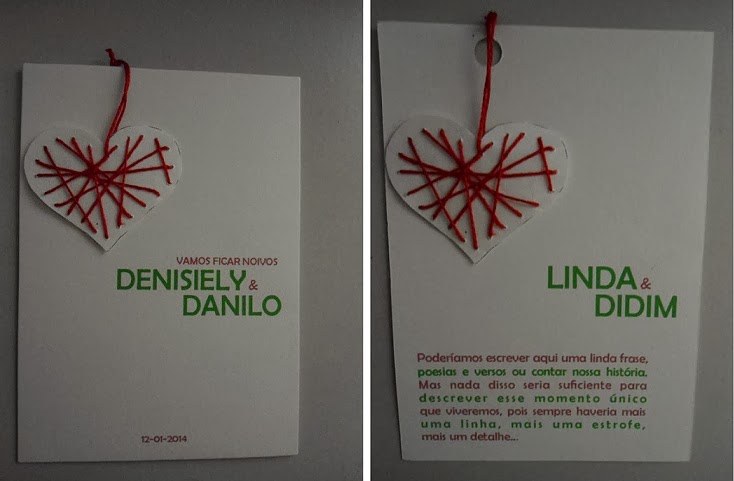 VAMOS FICAR NOIVOS
DENISIELY &
DANILO
12-01-2014
LINDA &
DIDIM
Poderíamos escrever aqui uma linda frase,
poesias e versos ou contar nossa história.
Mas nada disso seria suficiente para
descrever esse momento único
que viveremos, pois sempre haveria mais
uma linha, mais uma estrofe,
mais um detalhe...